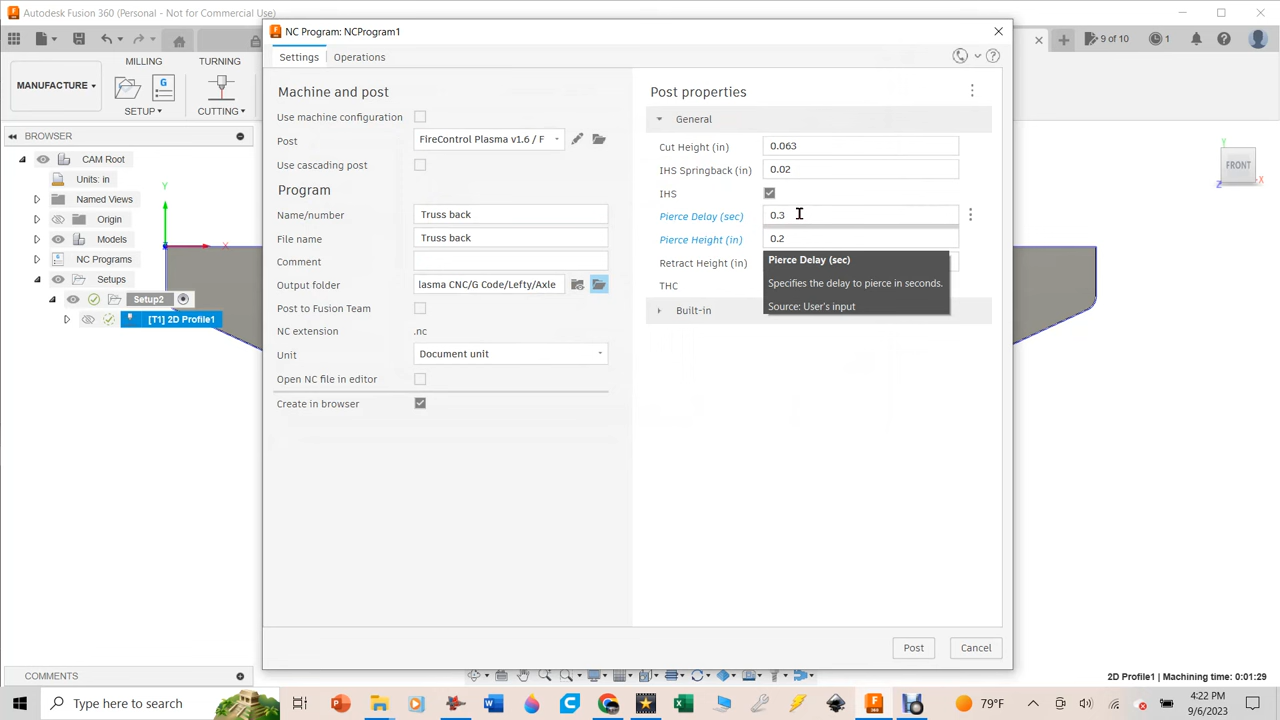 Autodesk Fusion 360 (Personal - Not for Commercial Use)
NC Program: NCProgram1
9 of 10
1
MANUFACTURE
MILLING
TURNING
SETUP
CUTTING
Settings
Operations
Machine and post
Use machine configuration
Post
FireControl Plasma v1.6 / F
Use cascading post
Program
Name/number
Truss back
File name
Truss back
Comment
Output folder
lasma CNC/G Code/Lefty/Axle
Post to Fusion Team
NC extension
.nc
Unit
Document unit
Open NC file in editor
Create in browser
Post properties
General
Cut Height (in)
0.063
IHS Springback (in)
0.02
IHS
Pierce Delay (sec)
0.3
Pierce Height (in)
0.2
Retract Height (in)
THC
Built-in
Pierce Delay (sec)
Specifies the delay to pierce in seconds.
Source: User's input
Post
Cancel
BROWSER
CAM Root
Units: in
Named Views
Origin
Models
NC Programs
Setups
Setup2
[T1] 2D Profile1
Y
X
Y
FRONT
Z
X
COMMENTS
2D Profile1 | Machining time: 0:01:29
Type here to search
79°F
4:22 PM
9/6/2023